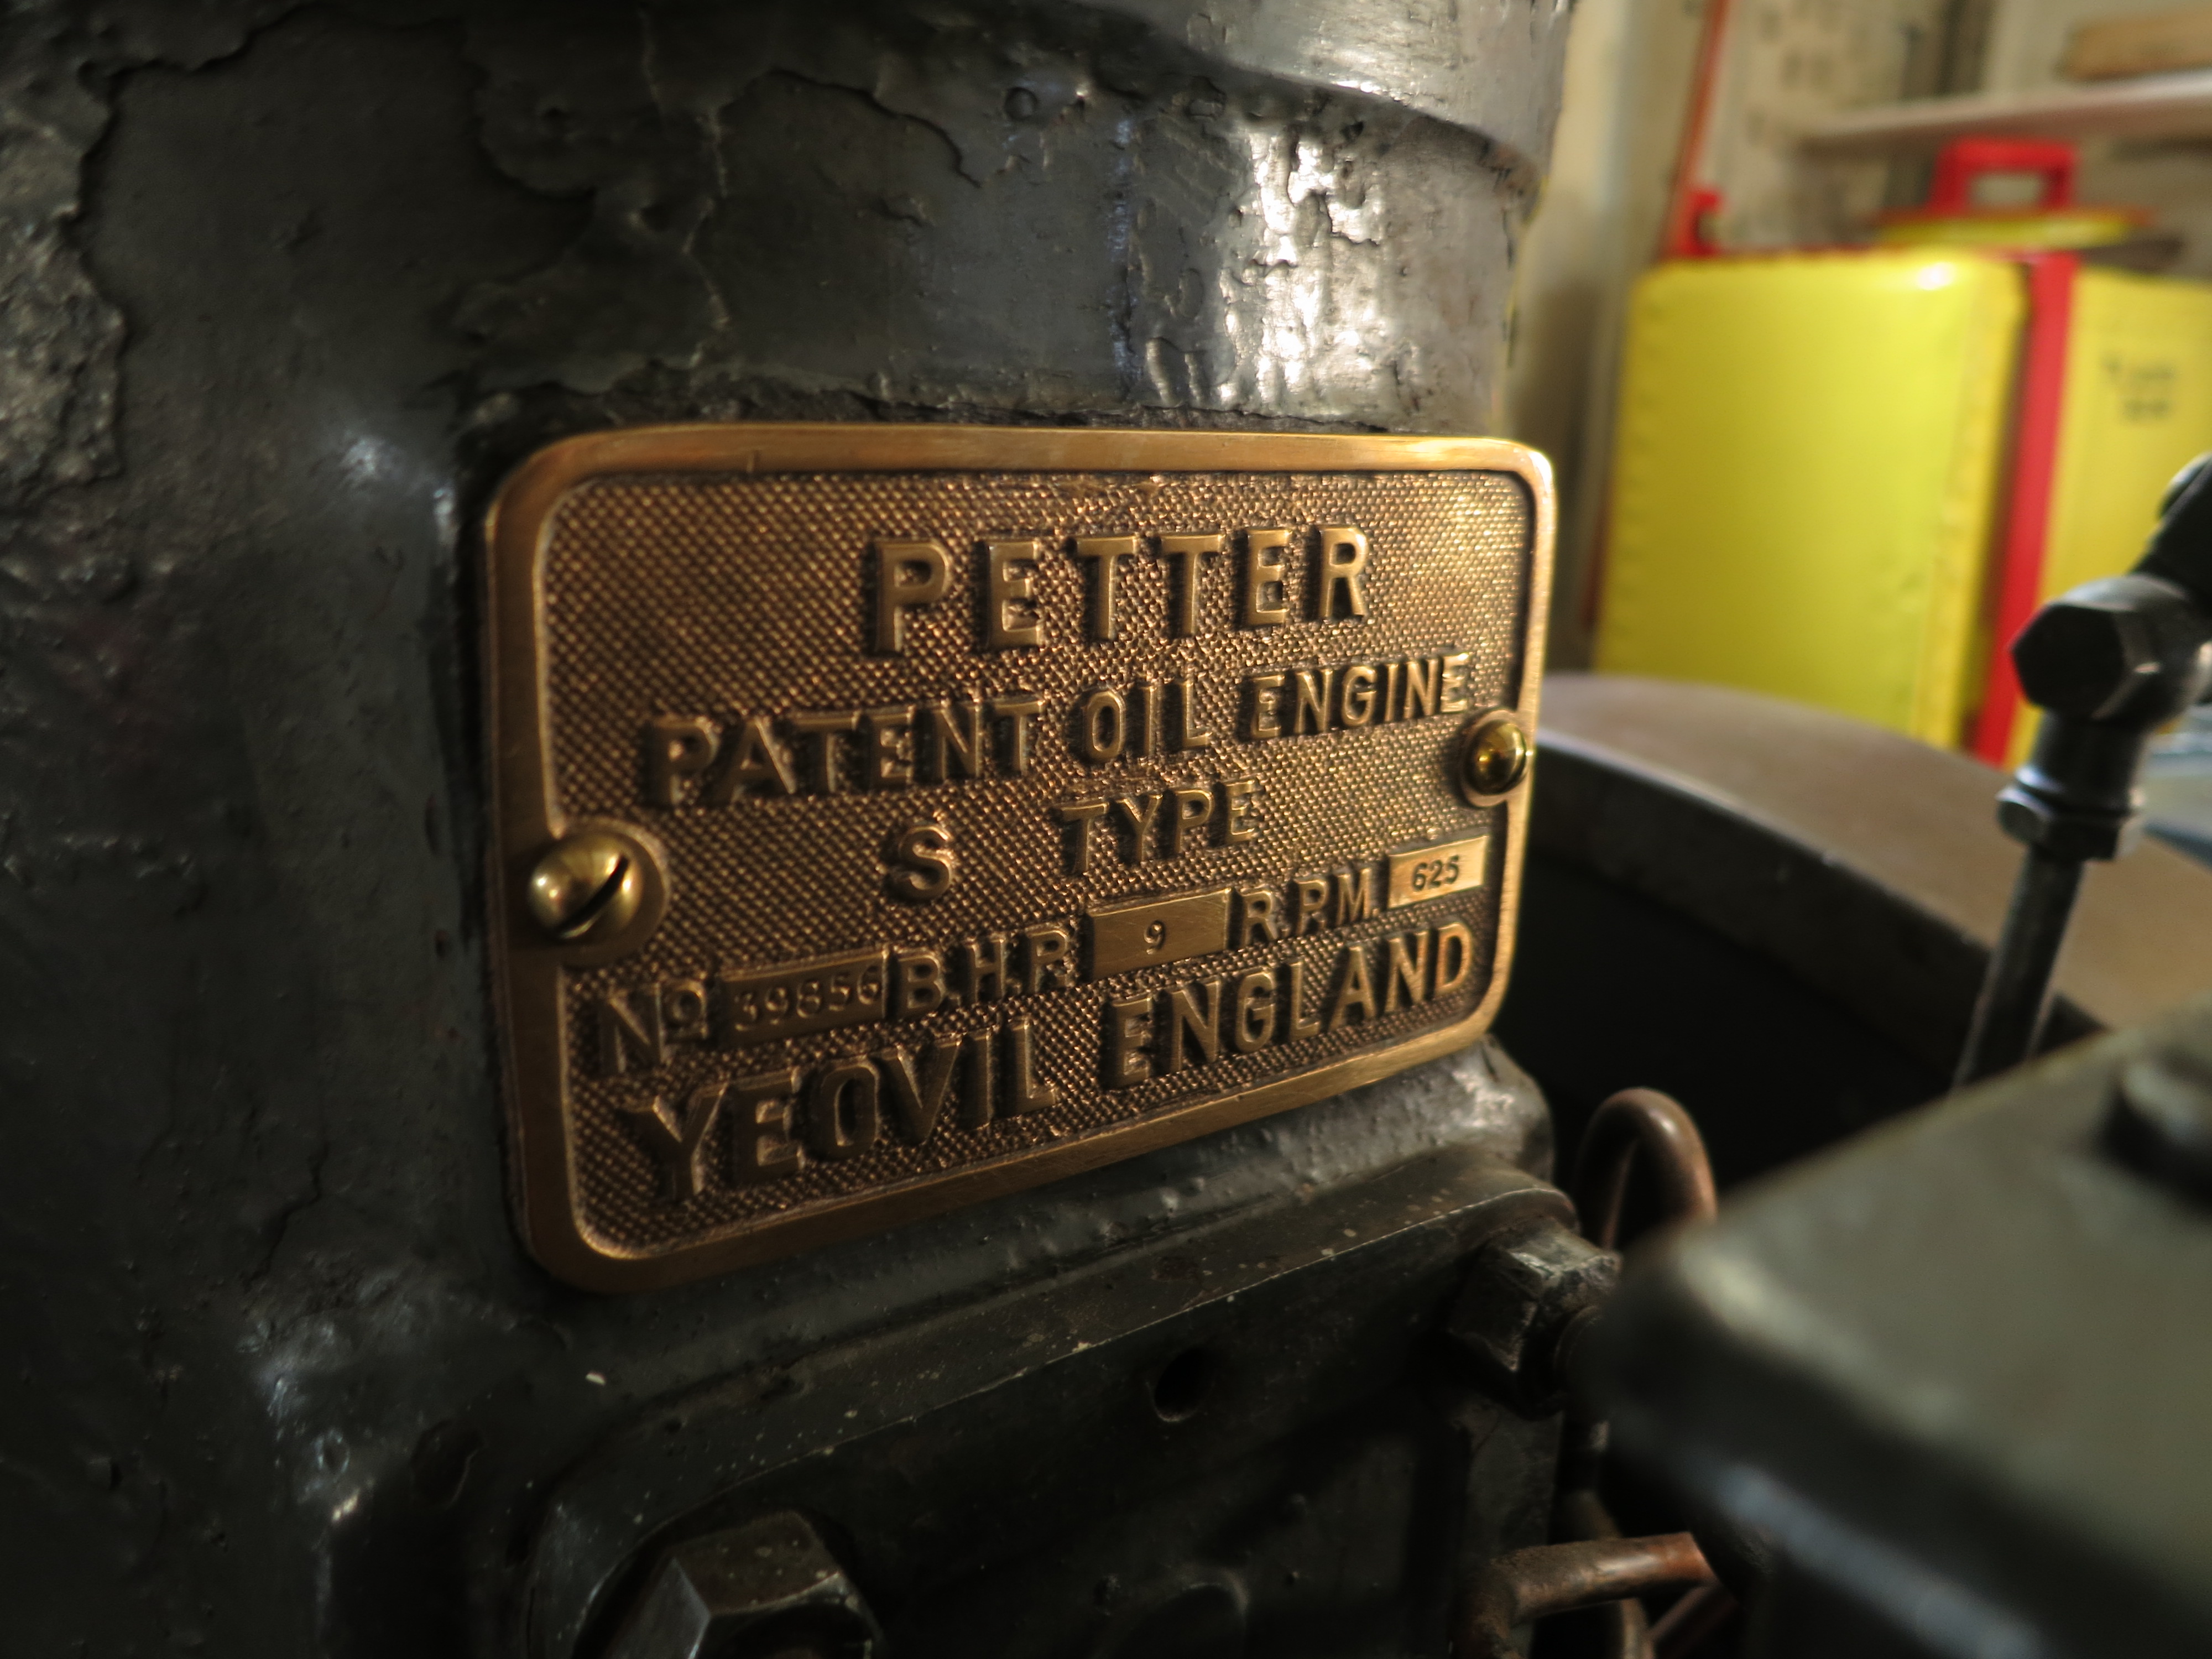 PETTER
PATENT OIL ENGINE
S TYPE
No 39856 B.H.P. 9 R.P.M. 625
YEOVIL ENGLAND